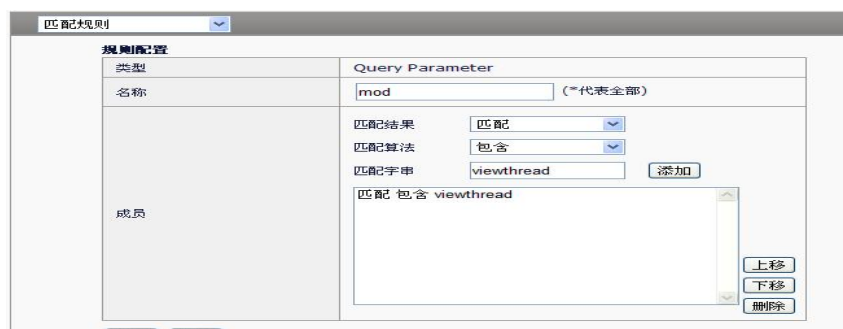 匹配规则
规则配置
类型 Query Parameter
名称 mod (*代表全部)
匹配结果 匹配
匹配算法 包含
匹配字串 viewthread 添加
成员
匹配 包含 viewthread
上移
下移
删除